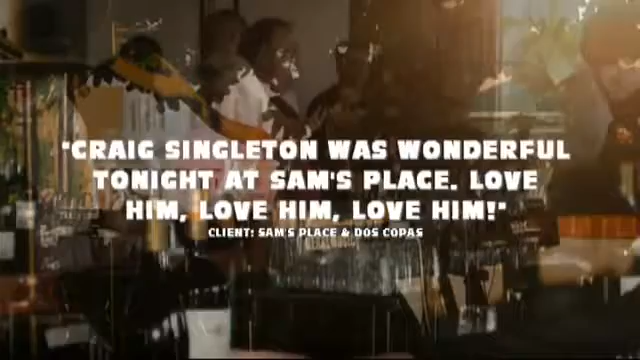 "CRAIG SINGLETON WAS WONDERFUL
TONIGHT AT SAM'S PLACE. LOVE
HIM, LOVE HIM, LOVE HIM!"
CLIENT: SAM'S PLACE & DOS COPAS